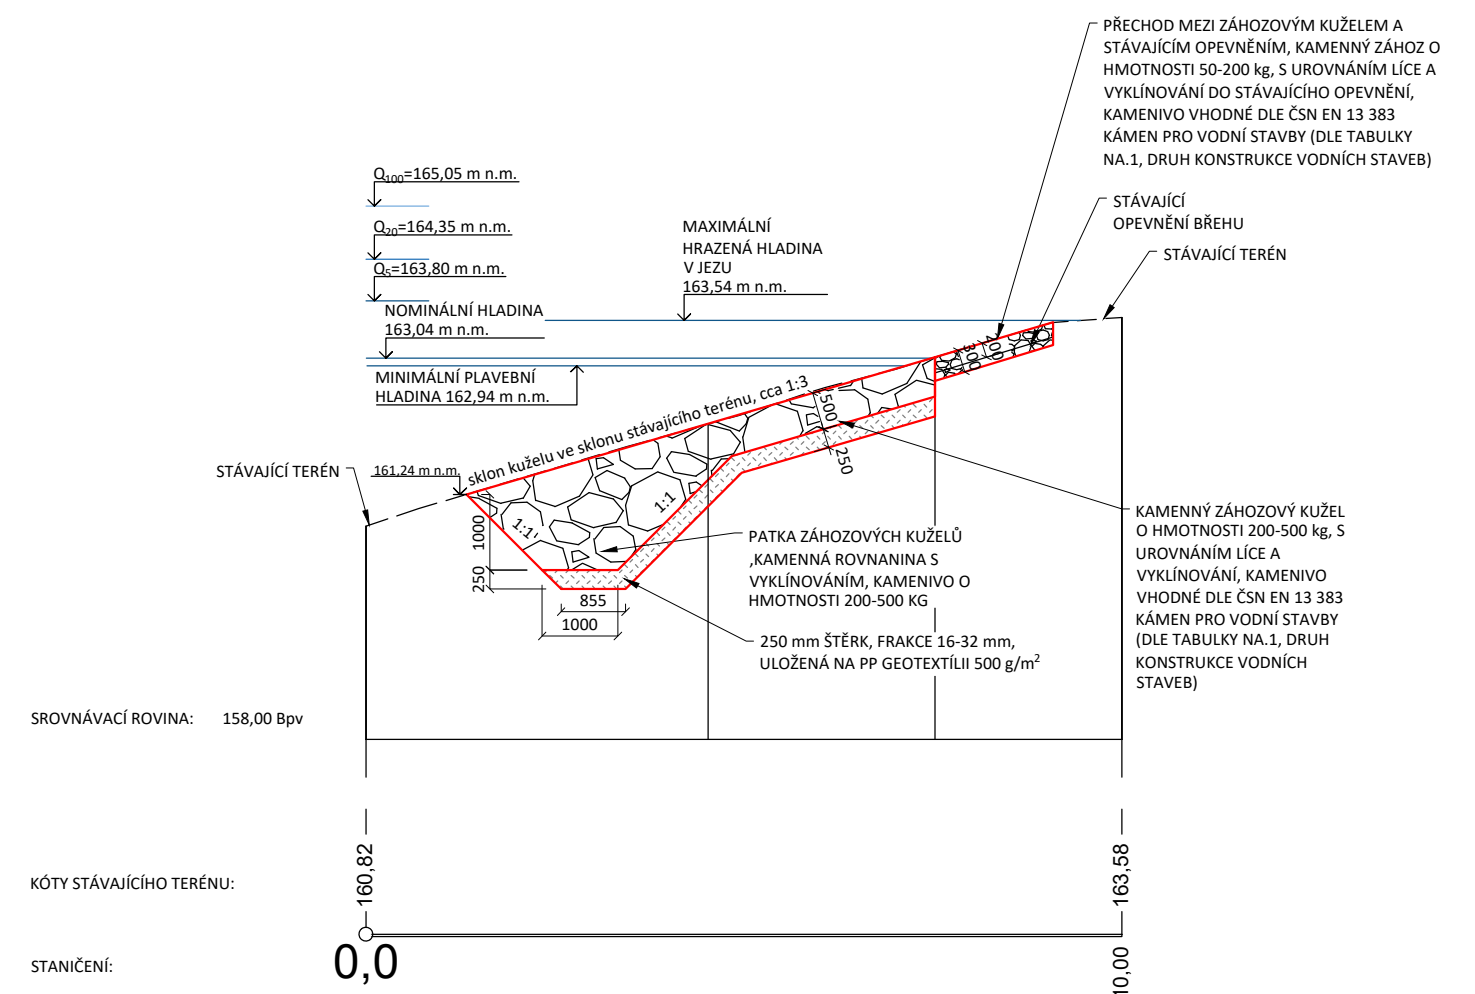 PŘECHOD MEZI ZÁHOZOVÝM KUŽELEM A
STÁVAJÍCÍM OPEVNĚNÍM, KAMENNÝ ZÁHOZ O
HMOTNOSTI 50-200 kg, S UROVNÁNÍM LÍCE A
VYKLÍNOVÁNÍ DO STÁVAJÍCÍHO OPEVNĚNÍ,
KAMENIVO VHODNÉ DLE ČSN EN 13 383
KÁMEN PRO VODNÍ STAVBY (DLE TABULKY
NA.1, DRUH KONSTRUKCE VODNÍCH STAVEB)
STÁVAJÍCÍ
OPEVNĚNÍ BŘEHU
STÁVAJÍCÍ TERÉN
Q100=165,05 m n.m.
Q20=164,35 m n.m.
Q5=163,80 m n.m.
MAXIMÁLNÍ
HRAZENÁ HLADINA
V JEZU
163,54 m n.m.
NOMINÁLNÍ HLADINA
163,04 m n.m.
MINIMÁLNÍ PLAVEBNÍ
HLADINA 162,94 m n.m.
sklon kuželu ve sklonu stávajícího terénu, cca 1:3
300
200
500
250
STÁVAJÍCÍ TERÉN
161,24 m n.m.
1:1
1:1
1000
250
855
1000
PATKA ZÁHOZOVÝCH KUŽELŮ
,KAMENNÁ ROVNANINA S
VYKLÍNOVÁNÍM, KAMENIVO O
HMOTNOSTI 200-500 KG
250 mm ŠTĚRK, FRAKCE 16-32 mm,
ULOŽENÁ NA PP GEOTEXTÍLII 500 g/m²
KAMENNÝ ZÁHOZOVÝ KUŽEL
O HMOTNOSTI 200-500 kg, S
UROVNÁNÍM LÍCE A
VYKLÍNOVÁNÍ, KAMENIVO
VHODNÉ DLE ČSN EN 13 383
KÁMEN PRO VODNÍ STAVBY
(DLE TABULKY NA.1, DRUH
KONSTRUKCE VODNÍCH
STAVEB)
SROVNÁVACÍ ROVINA: 158,00 Bpv
KÓTY STÁVAJÍCÍHO TERÉNU:
160,82
163,58
STANIČENÍ:
0,0
10,00